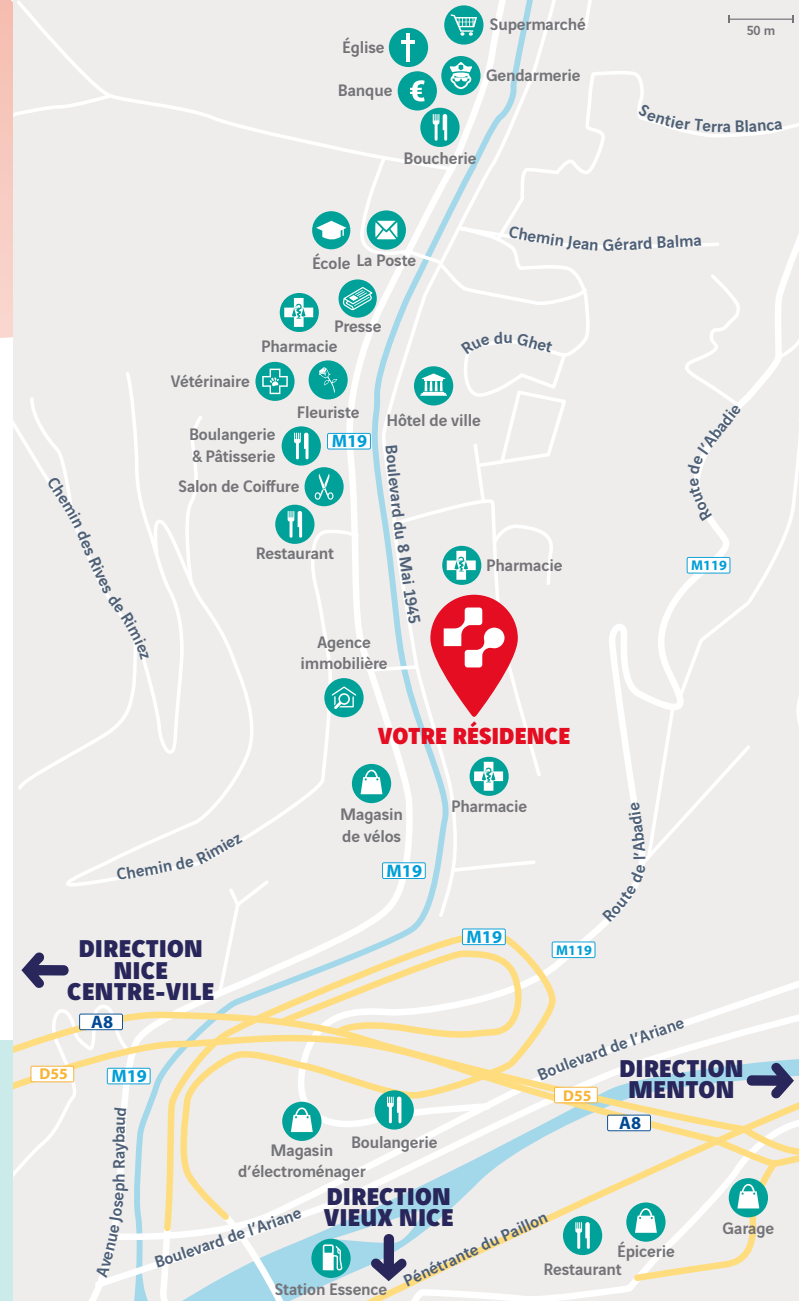 Supermarché
50 m
Église
Gendarmerie
Banque
Sentier Terra Blanca
Boucherie
Chemin Jean Gérard Balma
École
La Poste
Presse
Pharmacie
Rue du Ghet
Vétérinaire
Fleuriste
Hôtel de ville
Boulangerie
& Pâtisserie
M19
Route de l'Abadie
Boulevard du 8 Mai 1945
Salon de Coiffure
Chemin des Rives de Rimiez
Restaurant
Pharmacie
M119
Agence
immobilière
VOTRE RÉSIDENCE
Pharmacie
Magasin
de vélos
Chemin de Rimiez
Route de l'Abadie
M19
M19
M119
DIRECTION
NICE
CENTRE-VILE
A8
D55
M19
Boulevard de l'Ariane
DIRECTION
MENTON
D55
A8
Avenue Joseph Raybaud
Boulangerie
Magasin
d'électroménager
DIRECTION
VIEUX NICE
Boulevard de l'Ariane
Pénétrante du Paillon
Garage
Épicerie
Restaurant
Station Essence